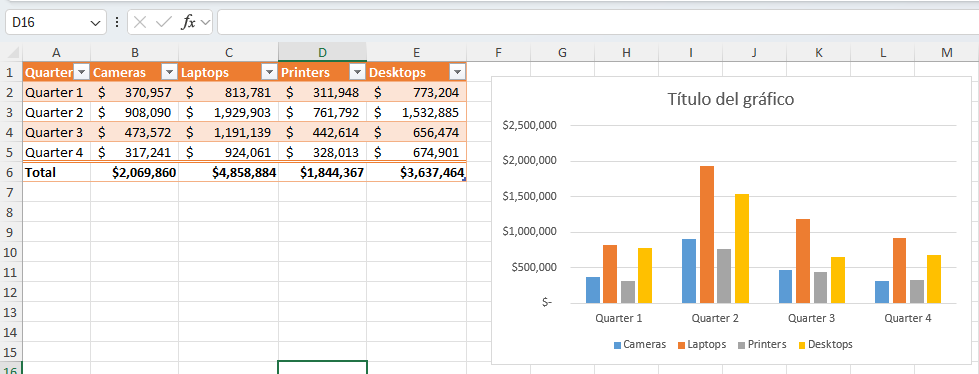 D16 fx
A B C D E F G H I J K L M
1 Quarter Cameras Laptops Printers Desktops
2 Quarter 1 $ 370,957 $ 813,781 $ 311,948 $ 773,204
3 Quarter 2 $ 908,090 $ 1,929,903 $ 761,792 $ 1,532,885
4 Quarter 3 $ 473,572 $ 1,191,139 $ 442,614 $ 656,474
5 Quarter 4 $ 317,241 $ 924,061 $ 328,013 $ 674,901
6 Total $2,069,860 $4,858,884 $1,844,367 $3,637,464
7
8
9
10
11
12
13
14
15
16
Título del gráfico
$2,500,000
$2,000,000
$1,500,000
$1,000,000
$500,000
$-
Quarter 1 Quarter 2 Quarter 3 Quarter 4
Cameras Laptops Printers Desktops